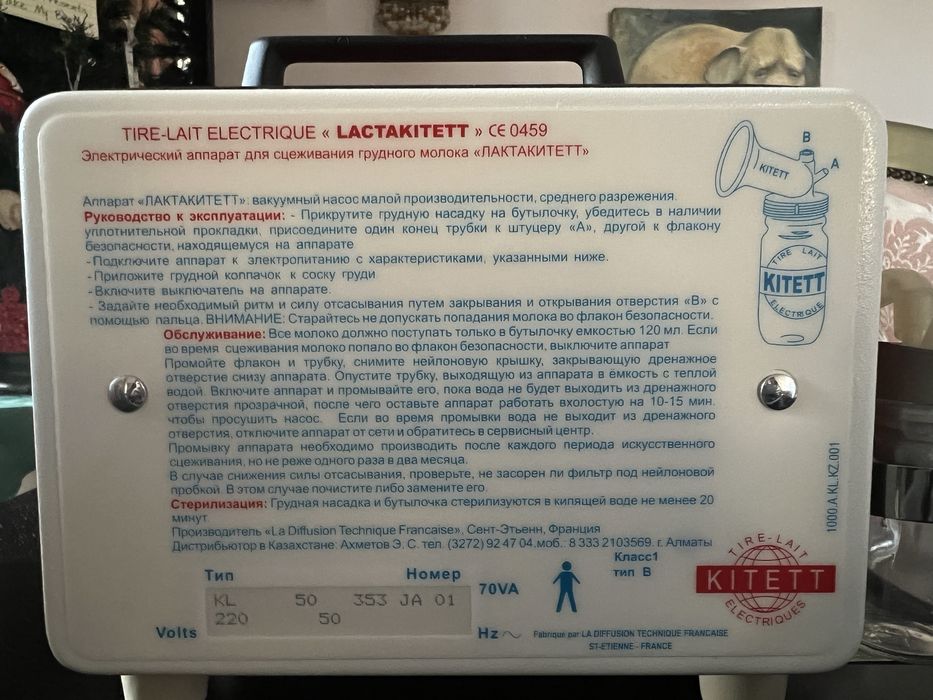 TIRE-LAIT ELECTRIQUE « LACTAKITETT » CE 0459
Электрический аппарат для сцеживания грудного молока «ЛАКТАКИТЕТТ»
B
A
KITETT
TIRE LAIT
KITETT
ELECTRIQUE
Аппарат «ЛАКТАКИТЕТТ»: вакуумный насос малой производительности, среднего разрежения.
Руководство к эксплуатации: - Прикрутите грудную насадку на бутылочку, убедитесь в наличии
уплотнительной прокладки, присоедините один конец трубки к штуцеру «А», другой к флакону
безопасности, находящемуся на аппарате
- Подключите аппарат к электропитанию с характеристиками, указанными ниже.
- Приложите грудной колпачок к соску груди
- Включите выключатель на аппарате.
- Задайте необходимый ритм и силу отсасывания путем закрывания и открывания отверстия «В» с
помощью пальца. ВНИМАНИЕ: Старайтесь не допускать попадания молока во флакон безопасности.
Обслуживание: Все молоко должно поступать только в бутылочку емкостью 120 мл. Если
во время сцеживания молоко попало во флакон безопасности, выключите аппарат
Промойте флакон и трубку, снимите нейлоновую крышку, закрывающую дренажное
отверстие снизу аппарата. Опустите трубку, выходящую из аппарата в ёмкость с теплой
водой. Включите аппарат и промывайте его, пока вода не будет выходить из дренажного
отверстия прозрачной, после чего оставьте аппарат работать вхолостую на 10-15 мин.
чтобы просушить насос. Если во время промывки вода не выходит из дренажного
отверстия, отключите аппарат от сети и обратитесь в сервисный центр.
Промывку аппарата необходимо производить после каждого периода искусственного
сцеживания, но не реже одного раза в два месяца.
В случае снижения силы отсасывания, проверьте, не засорен ли фильтр под нейлоновой
пробкой. В этом случае почистите либо замените его.
Стерилизация: Грудная насадка и бутылочка стерилизуются в кипящей воде не менее 20
минут
Производитель «La Diffusion Technique Francaise», Сент-Этьенн, Франция
Дистрибьютор в Казахстане: Ахметов Э. С. тел. (3272) 92 47 04.моб.: 8 333 2103569. г. Алматы
1000.A.KL.KZ.001
Тип Номер
KL 50 353 JA 01
220 50
Volts
70VA
Hz ~
Класс1
тип В
TIRE-LAIT
KITETT
ELECTRIQUES
Fabriqué par LA DIFFUSION TECHNIQUE FRANCAISE
ST-ETIENNE - FRANCE